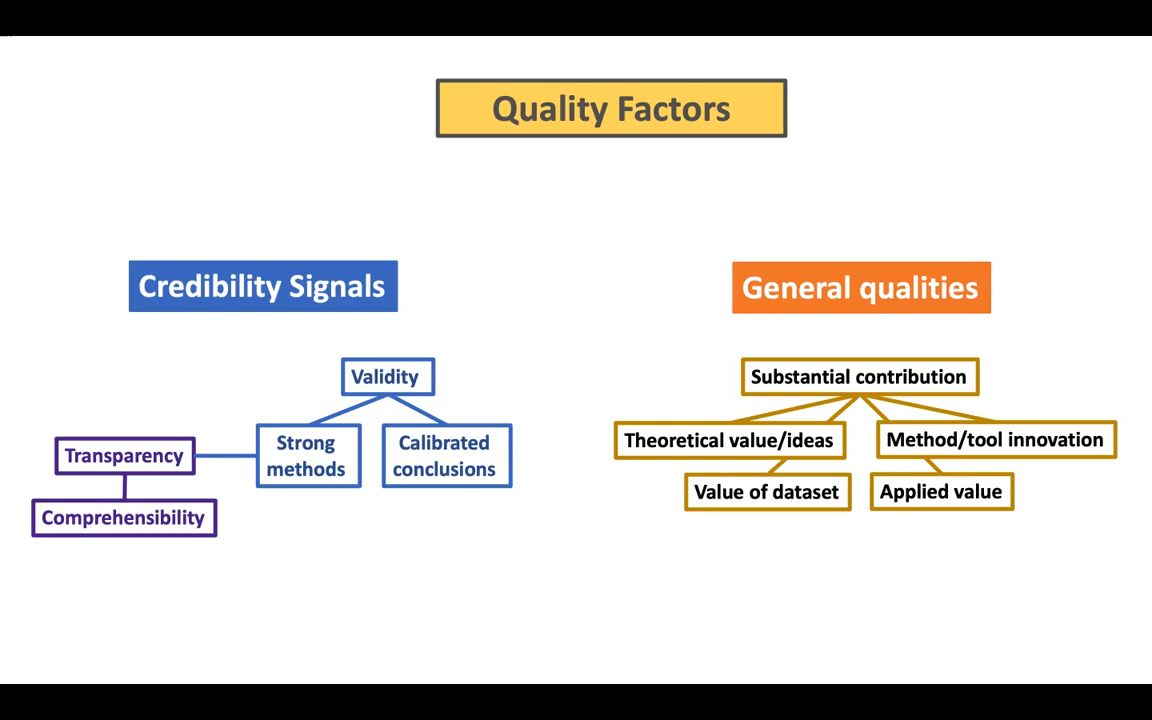 Quality Factors
Credibility Signals
General qualities
Validity
Strong
methods
Calibrated
conclusions
Transparency
Comprehensibility
Substantial contribution
Theoretical value/ideas
Method/tool innovation
Value of dataset
Applied value